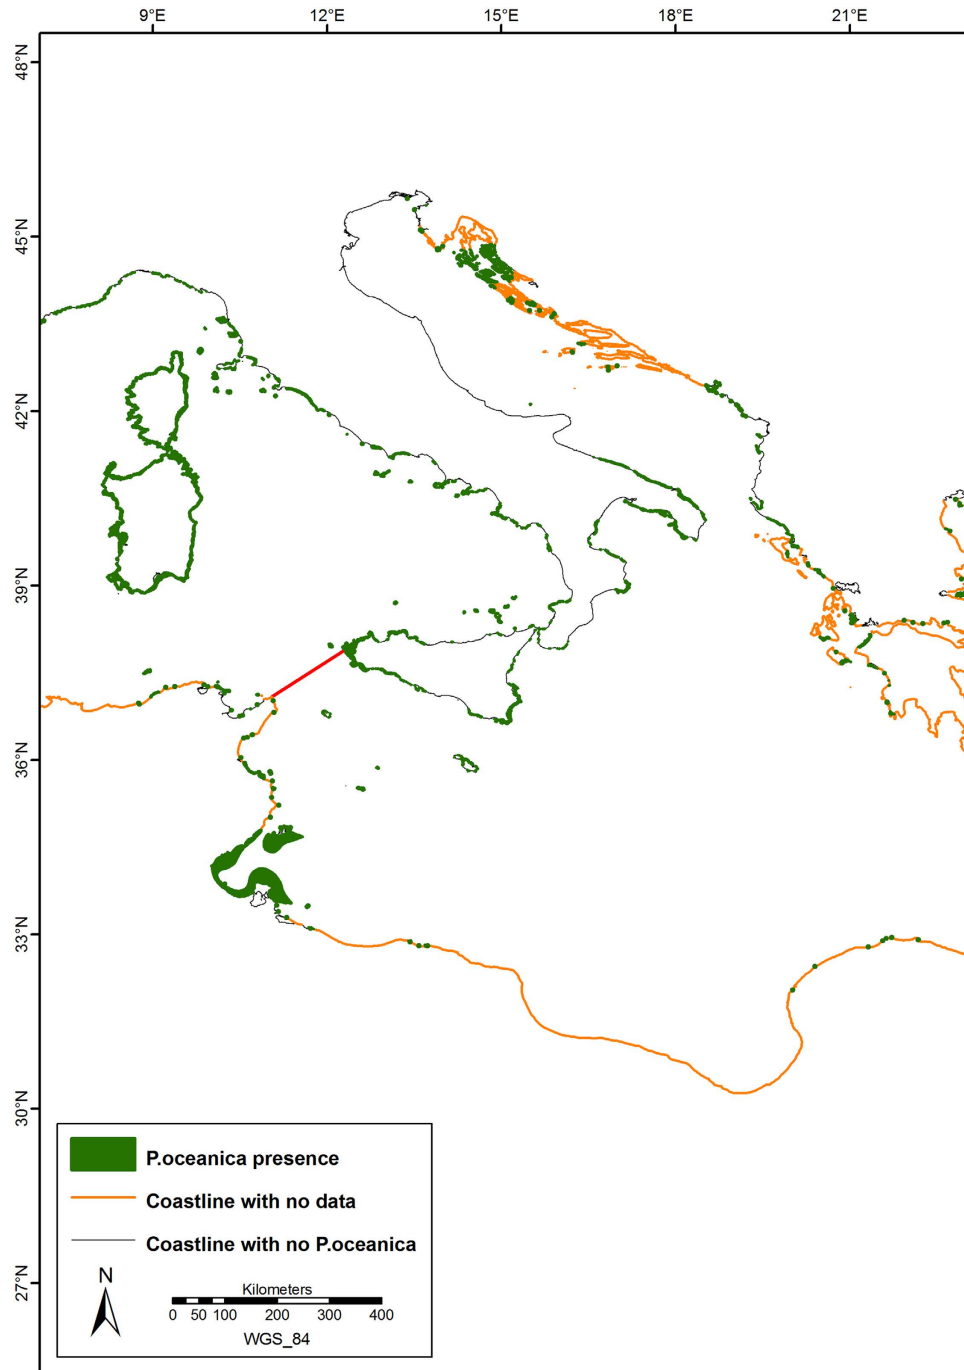 9°E 12°E 15°E 18°E 21°E
48°N
45°N
42°N
39°N
36°N
33°N
30°N
27°N
P.oceanica presence
Coastline with no data
Coastline with no P.oceanica
N
Kilometers
0 50 100 200 300 400
WGS_84